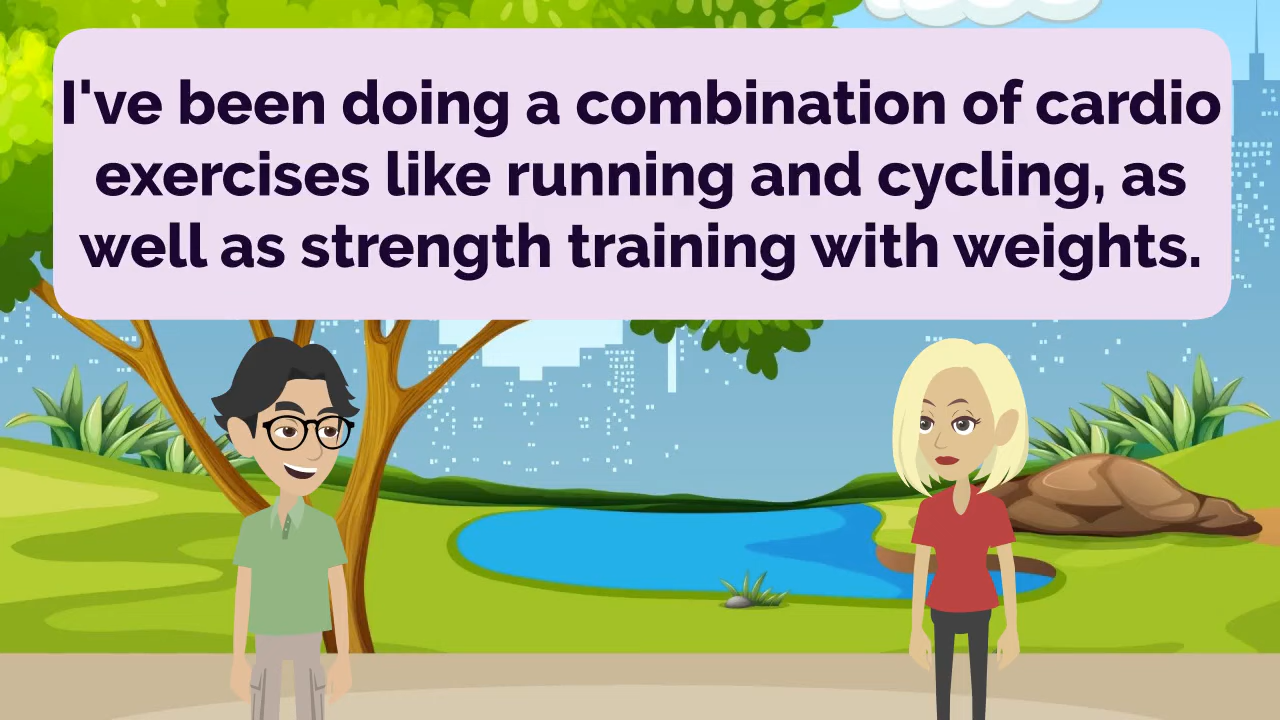 I've been doing a combination of cardio
exercises like running and cycling, as
well as strength training with weights.